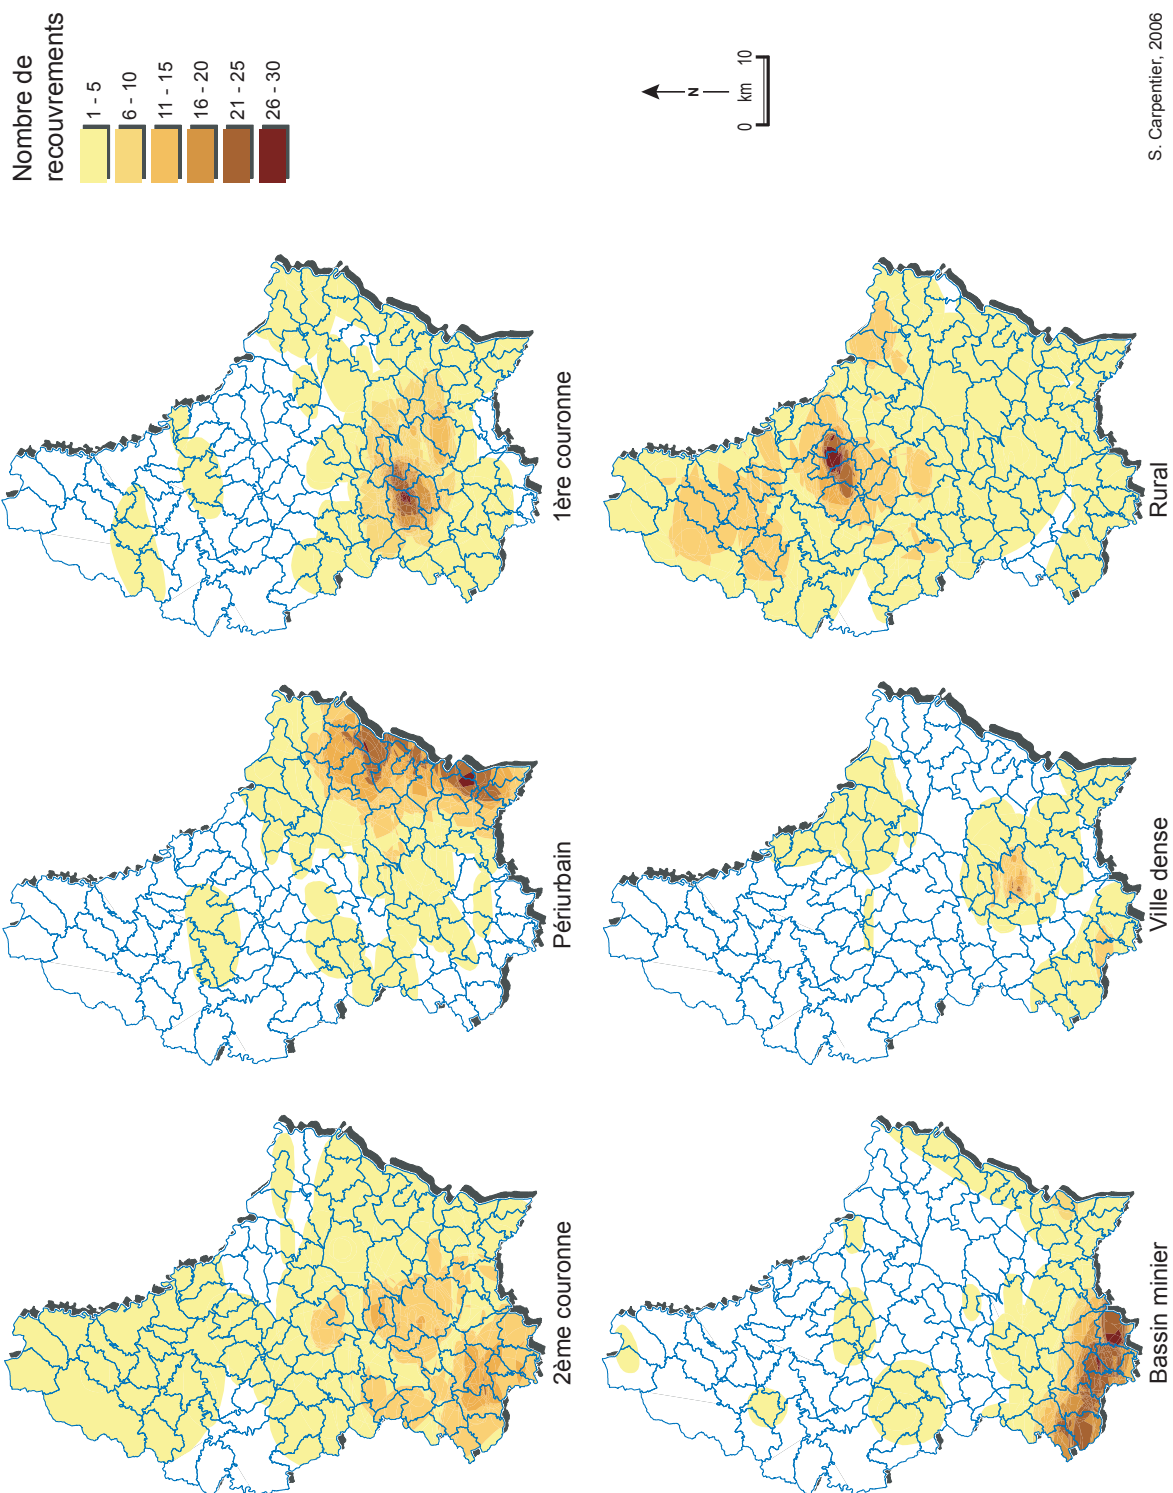 Nombre de
recouvrements
1 - 5
6 - 10
11 - 15
16 - 20
21 - 25
26 - 30
2ème couronne
Périurbain
1ère couronne
N
0 km 10
Bassin minier
Ville dense
Rural
S. Carpentier, 2006